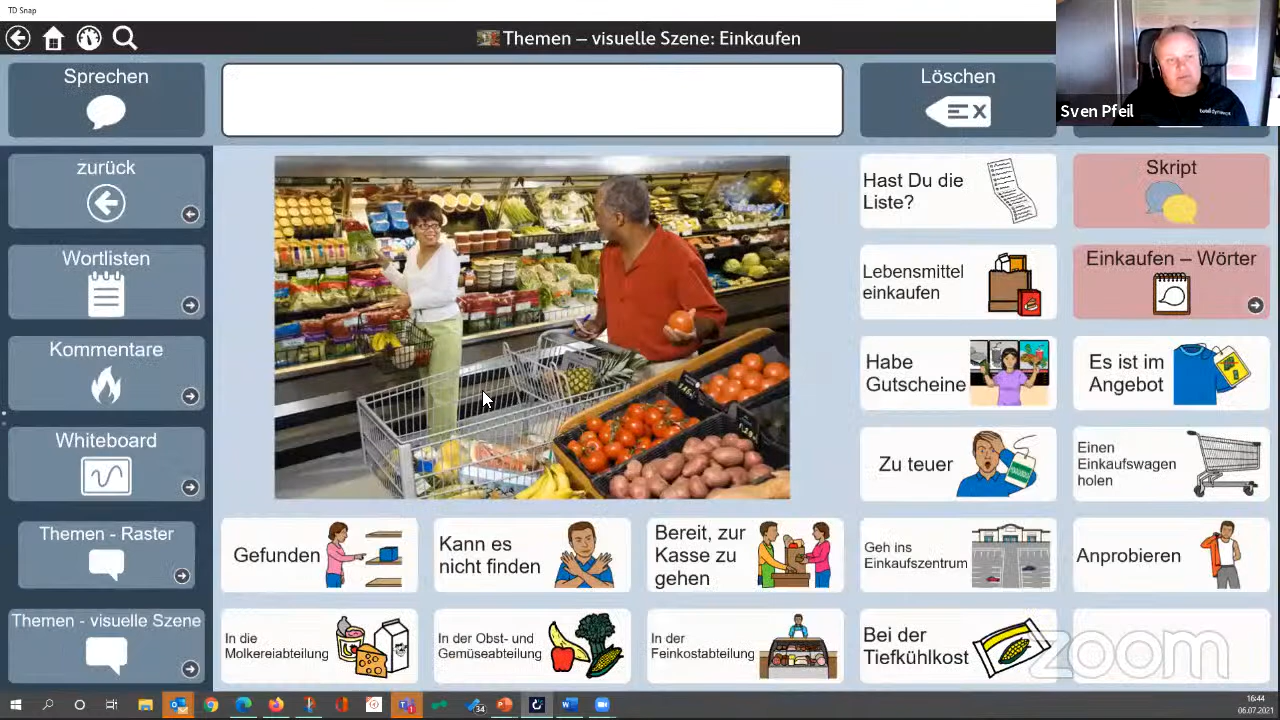 TD Snap
Themen – visuelle Szene: Einkaufen
Sven Pfeil
Sprechen
Löschen
zurück
Wortlisten
Kommentare
Whiteboard
Themen - Raster
Themen - visuelle Szene
Hast Du die
Liste?
Skript
Lebensmittel
einkaufen
Einkaufen – Wörter
Habe
Gutscheine
Es ist im
Angebot
Zu teuer
Einen
Einkaufswagen
holen
Gefunden
Kann es
nicht finden
Bereit, zur
Kasse zu
gehen
Geh ins
Einkaufszentrum
Anprobieren
In die
Molkereiabteilung
In der Obst- und
Gemüseabteilung
In der
Feinkostabteilung
Bei der
Tiefkühlkost
zoom
34
16:44
06.07.2021